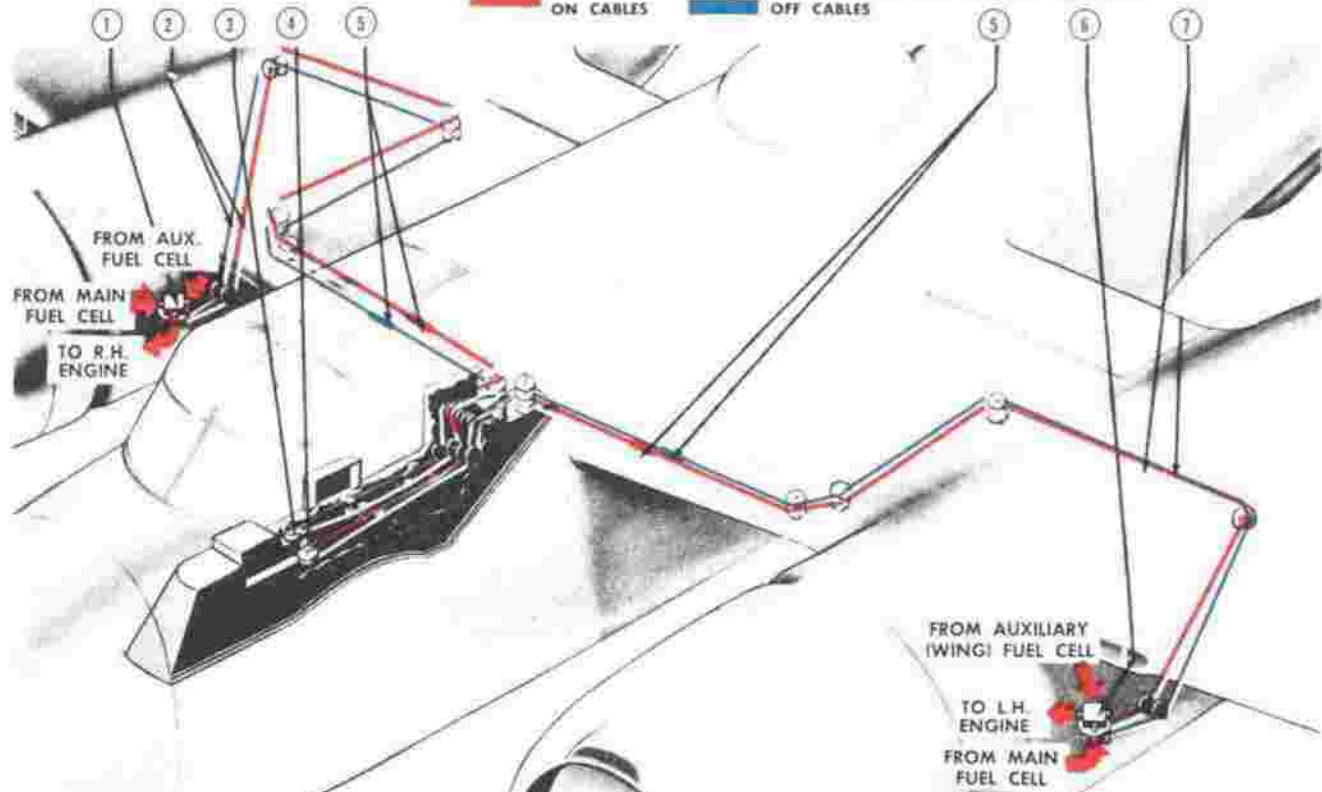 ON CABLES OFF CABLES
1 2 3 4 5 5 6 7
FROM AUX.
FUEL CELL
FROM MAIN
FUEL CELL
TO R.H.
ENGINE
FROM AUXILIARY
(WING) FUEL CELL
TO L.H.
ENGINE
FROM MAIN
FUEL CELL